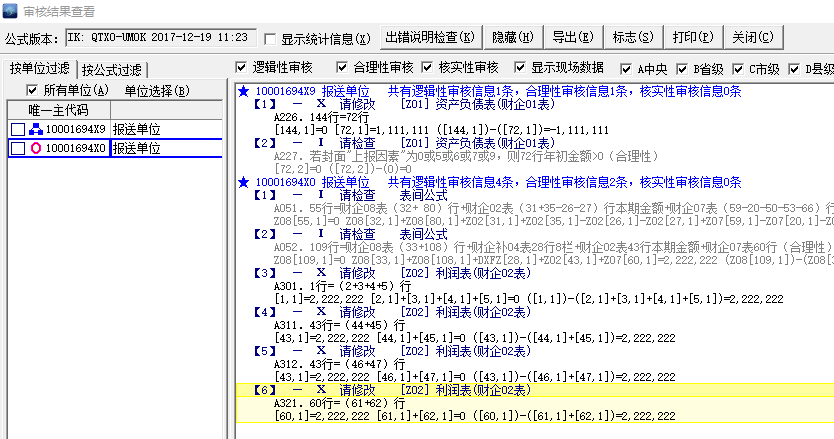 审核结果查看
公式版本: IK: QTXO-UMOK 2017-12-19 11:23 显示统计信息(X) 出错说明检查(K) 隐藏(H) 导出(E) 标志(S) 打印(P) 关闭(C)
按单位过滤 按公式过滤 逻辑性审核 合理性审核 核实性审核 显示现场数据 A中央 B省级 C市级 D县级
所有单位(A) 单位选择(B)
唯一主代码
10001694X9 报送单位
10001694X0 报送单位
★ 10001694X9 报送单位 共有逻辑性审核信息1条, 合理性审核信息1条, 核实性审核信息0条
【1】 — X 请修改 [Z01] 资产负债表(财企01表)
A226. 144行=72行
[144,1]=0 [72,1]=1,111,111 ([144,1])-([72,1])=-1,111,111
【2】 — I 请检查 [Z01] 资产负债表(财企01表)
A227. 若封面"上报因素"为0或5或6或7或9, 则72行年初金额>0 (合理性)
[72,2]=0 ([72,2])-(0)=0
★ 10001694X0 报送单位 共有逻辑性审核信息4条, 合理性审核信息2条, 核实性审核信息0条
【1】 — I 请检查 表间公式
A051. 55行=财企08表 (32+ 80) 行+财企02表 (31+35-26-27) 行本期金额+财企07表 (59-20-50-53-66) 行
Z08[55,1]=0 Z08[32,1]+Z08[80,1]+Z02[31,1]+Z02[35,1]-Z02[26,1]-Z02[27,1]+Z07[59,1]-Z07[20,1]-Z0
【2】 — I 请检查 表间公式
A052. 109行=财企08表 (33+108) 行+财企补04表28行8栏+财企02表43行本期金额+财企07表60行 (合理性)
Z08[109,1]=0 Z08[33,1]+Z08[108,1]+DXFZ[28,1]+Z02[43,1]+Z07[60,1]=2,222,222 (Z08[109,1])-(Z08[3
【3】 — X 请修改 [Z02] 利润表(财企02表)
A301. 1行= (2+3+4+5) 行
[1,1]=2,222,222 [2,1]+[3,1]+[4,1]+[5,1]=0 ([1,1])-([2,1]+[3,1]+[4,1]+[5,1])=2,222,222
【4】 — X 请修改 [Z02] 利润表(财企02表)
A311. 43行= (44+45) 行
[43,1]=2,222,222 [44,1]+[45,1]=0 ([43,1])-([44,1]+[45,1])=2,222,222
【5】 — X 请修改 [Z02] 利润表(财企02表)
A312. 43行= (46+47) 行
[43,1]=2,222,222 [46,1]+[47,1]=0 ([43,1])-([46,1]+[47,1])=2,222,222
【6】 — X 请修改 [Z02] 利润表(财企02表)
A321. 60行= (61+62) 行
[60,1]=2,222,222 [61,1]+[62,1]=0 ([60,1])-([61,1]+[62,1])=2,222,222